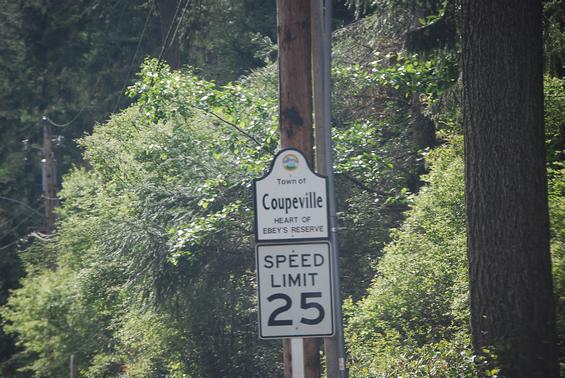 Town of
Coupeville
HEART OF
EBEY'S RESERVE
SPEED
LIMIT
25